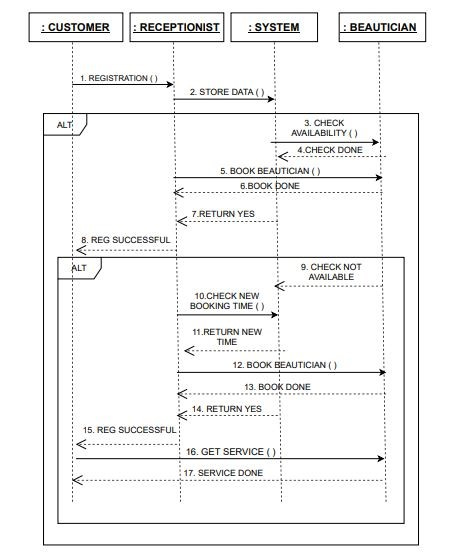 : CUSTOMER
: RECEPTIONIST
: SYSTEM
: BEAUTICIAN
1. REGISTRATION ( )
2. STORE DATA ( )
ALT
3. CHECK
AVAILABILITY ( )
4.CHECK DONE
5. BOOK BEAUTICIAN ( )
6.BOOK DONE
7.RETURN YES
8. REG SUCCESSFUL
ALT
9. CHECK NOT
AVAILABLE
10.CHECK NEW
BOOKING TIME ( )
11.RETURN NEW
TIME
12. BOOK BEAUTICIAN ( )
13. BOOK DONE
14. RETURN YES
15. REG SUCCESSFUL
16. GET SERVICE ( )
17. SERVICE DONE